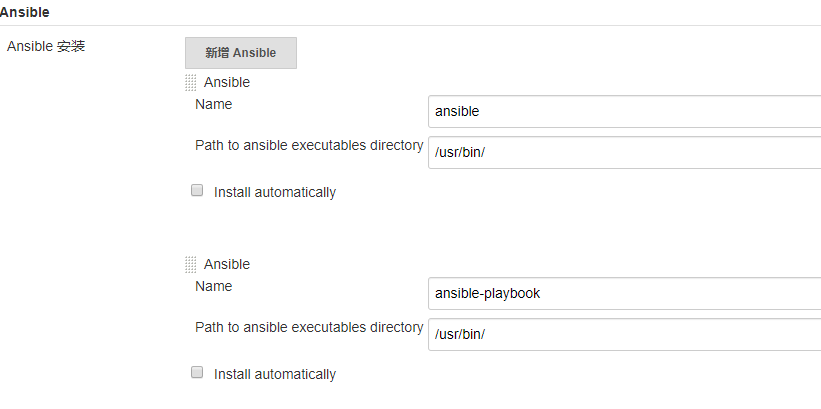 Ansible
Ansible 安装
新增 Ansible
Ansible
Name
ansible
Path to ansible executables directory
/usr/bin/
Install automatically
Ansible
Name
ansible-playbook
Path to ansible executables directory
/usr/bin/
Install automatically